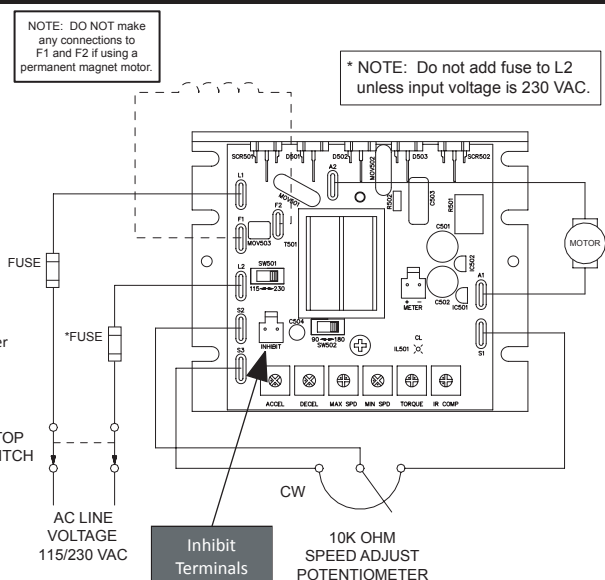 NOTE: DO NOT make
any connections to
F1 and F2 if using a
permanent magnet motor.
* NOTE: Do not add fuse to L2
unless input voltage is 230 VAC.
SCR501
D501
D502
D503
SCR502
L1
A2
MOV501
MOV502
R502
C503
R501
F1
F2
MOV503
T501
C501
IC502
MOTOR
FUSE
L2
SW501
115
230
METER
+ -
C502
IC501
A1
*FUSE
S2
INHIBIT
C504
90
180
SW502
CL
IL501
S1
S3
ACCEL
DECEL
MAX SPD
MIN SPD
TORQUE
IR COMP
er
TOP
ITCH
CW
AC LINE
VOLTAGE
115/230 VAC
Inhibit
Terminals
10K OHM
SPEED ADJUST
POTENTIOMETER